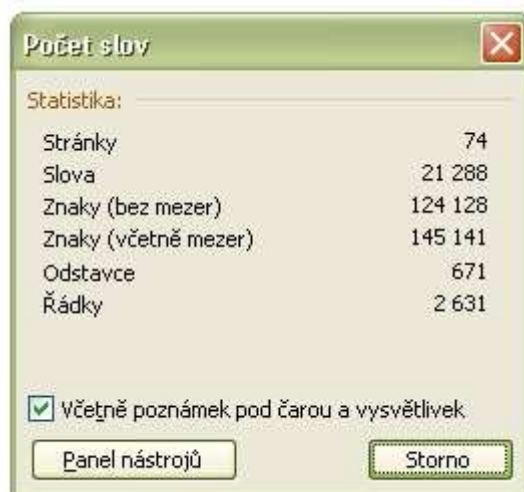 Počet slov
Statistika:
Stránky 74
Slova 21 288
Znaky (bez mezer) 124 128
Znaky (včetně mezer) 145 141
Odstavce 671
Řádky 2 631
Včetně poznámek pod čarou a vysvětlivek
Panel nástrojů Storno